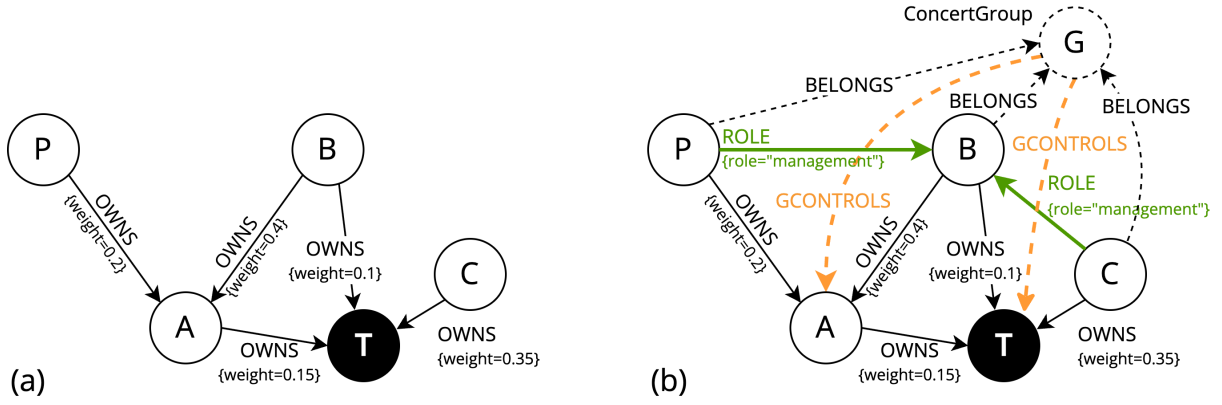 P
B
OWNS
{weight=0.2}
OWNS
{weight=0.4}
OWNS
{weight=0.1}
C
A
T
OWNS
{weight=0.15}
OWNS
{weight=0.35}
(a)
ConcertGroup
G
BELONGS
BELONGS
BELONGS
P
ROLE
{role="management"}
B
GCONTROLS
ROLE
{role="management"}
GCONTROLS
OWNS
{weight=0.2}
OWNS
{weight=0.4}
OWNS
{weight=0.1}
C
A
T
OWNS
{weight=0.15}
OWNS
{weight=0.35}
(b)